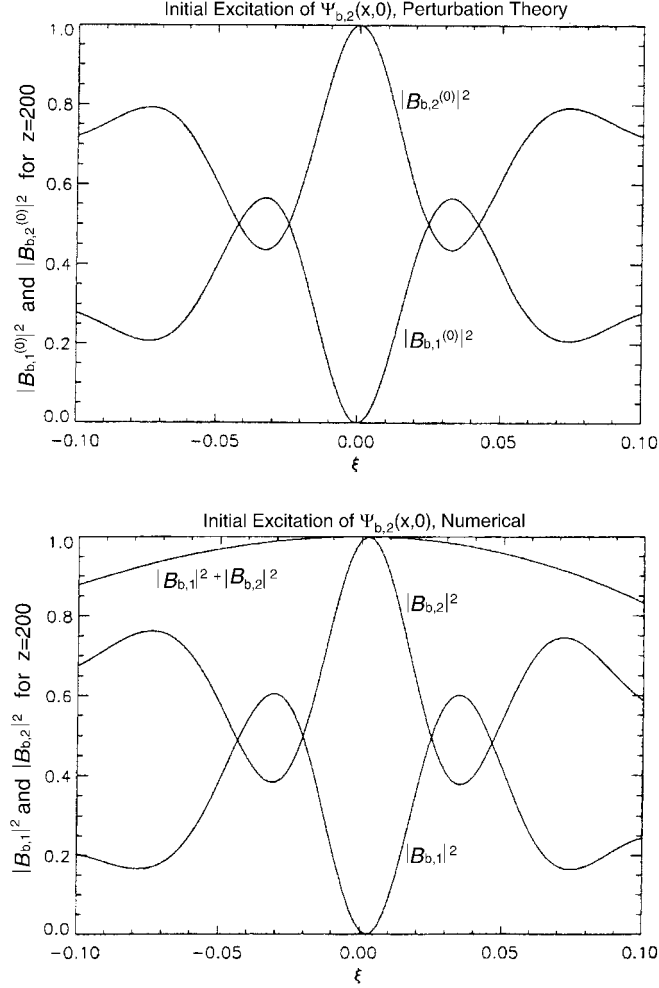 Initial Excitation of Ψb,2(x,0), Perturbation Theory
|Bb,1(0)|² and |Bb,2(0)|² for z=200
1.0
0.8
0.6
0.4
0.2
0.0
|Bb,2(0)|²
|Bb,1(0)|²
−0.10
−0.05
0.00
0.05
0.10
ξ
Initial Excitation of Ψb,2(x,0), Numerical
|Bb,1|² and |Bb,2|² for z=200
1.0
0.8
0.6
0.4
0.2
0.0
|Bb,1|² + |Bb,2|²
|Bb,2|²
|Bb,1|²
−0.10
−0.05
0.00
0.05
0.10
ξ